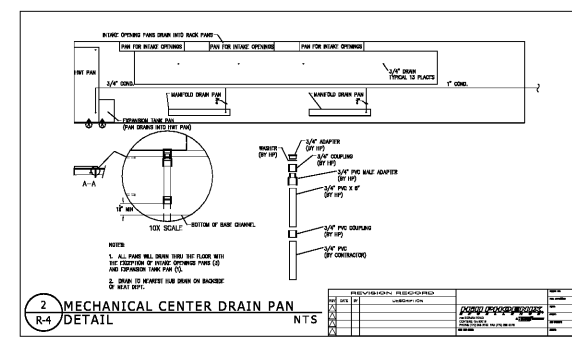 INTAKE OPENING PANS DRAIN INTO RACK PANS
PAN FOR INTAKE OPENINGS
PAN FOR INTAKE OPENINGS
PAN FOR INTAKE OPENINGS
HWT PAN
3/4" DRAIN
TYPICAL 13 PLACES
3/4" COND.
1" COND.
MANIFOLD DRAIN PAN
MANIFOLD DRAIN PAN
EXPANSION TANK PAN
(PAN DRAINS INTO HWT PAN)
WASHER
(BY HP)
3/4" ADAPTER
(BY HP)
3/4" COUPLING
(BY HP)
3/4" PVC MALE ADAPTER
(BY HP)
3/4" PVC X 6"
(BY HP)
3/4" PVC COUPLING
(BY HP)
3/4" PVC
(BY CONTRACTOR)
A-A
MIN
BOTTOM OF BASE CHANNEL
10X SCALE
NOTES:
1. ALL PANS WILL DRAIN THRU THE FLOOR WITH
THE EXCEPTION OF INTAKE OPENINGS PANS (3)
AND EXPANSION TANK PAN (1).
2. DRAIN TO NEAREST HUB DRAIN ON BACKSIDE
OF MEAT DEPT.
2
R-4
MECHANICAL CENTER DRAIN PAN
DETAIL
NTS
REVISION RECORD
REV DATE BY DESCRIPTION
HILL PHOENIX